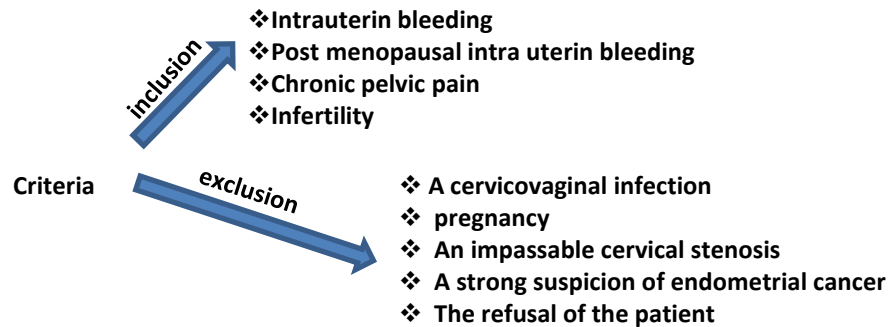 ❖Intrauterin bleeding
❖Post menopausal intra uterin bleeding
❖Chronic pelvic pain
❖Infertility
inclusion
Criteria
exclusion
❖ A cervicovaginal infection
❖ pregnancy
❖ An impassable cervical stenosis
❖ A strong suspicion of endometrial cancer
❖ The refusal of the patient